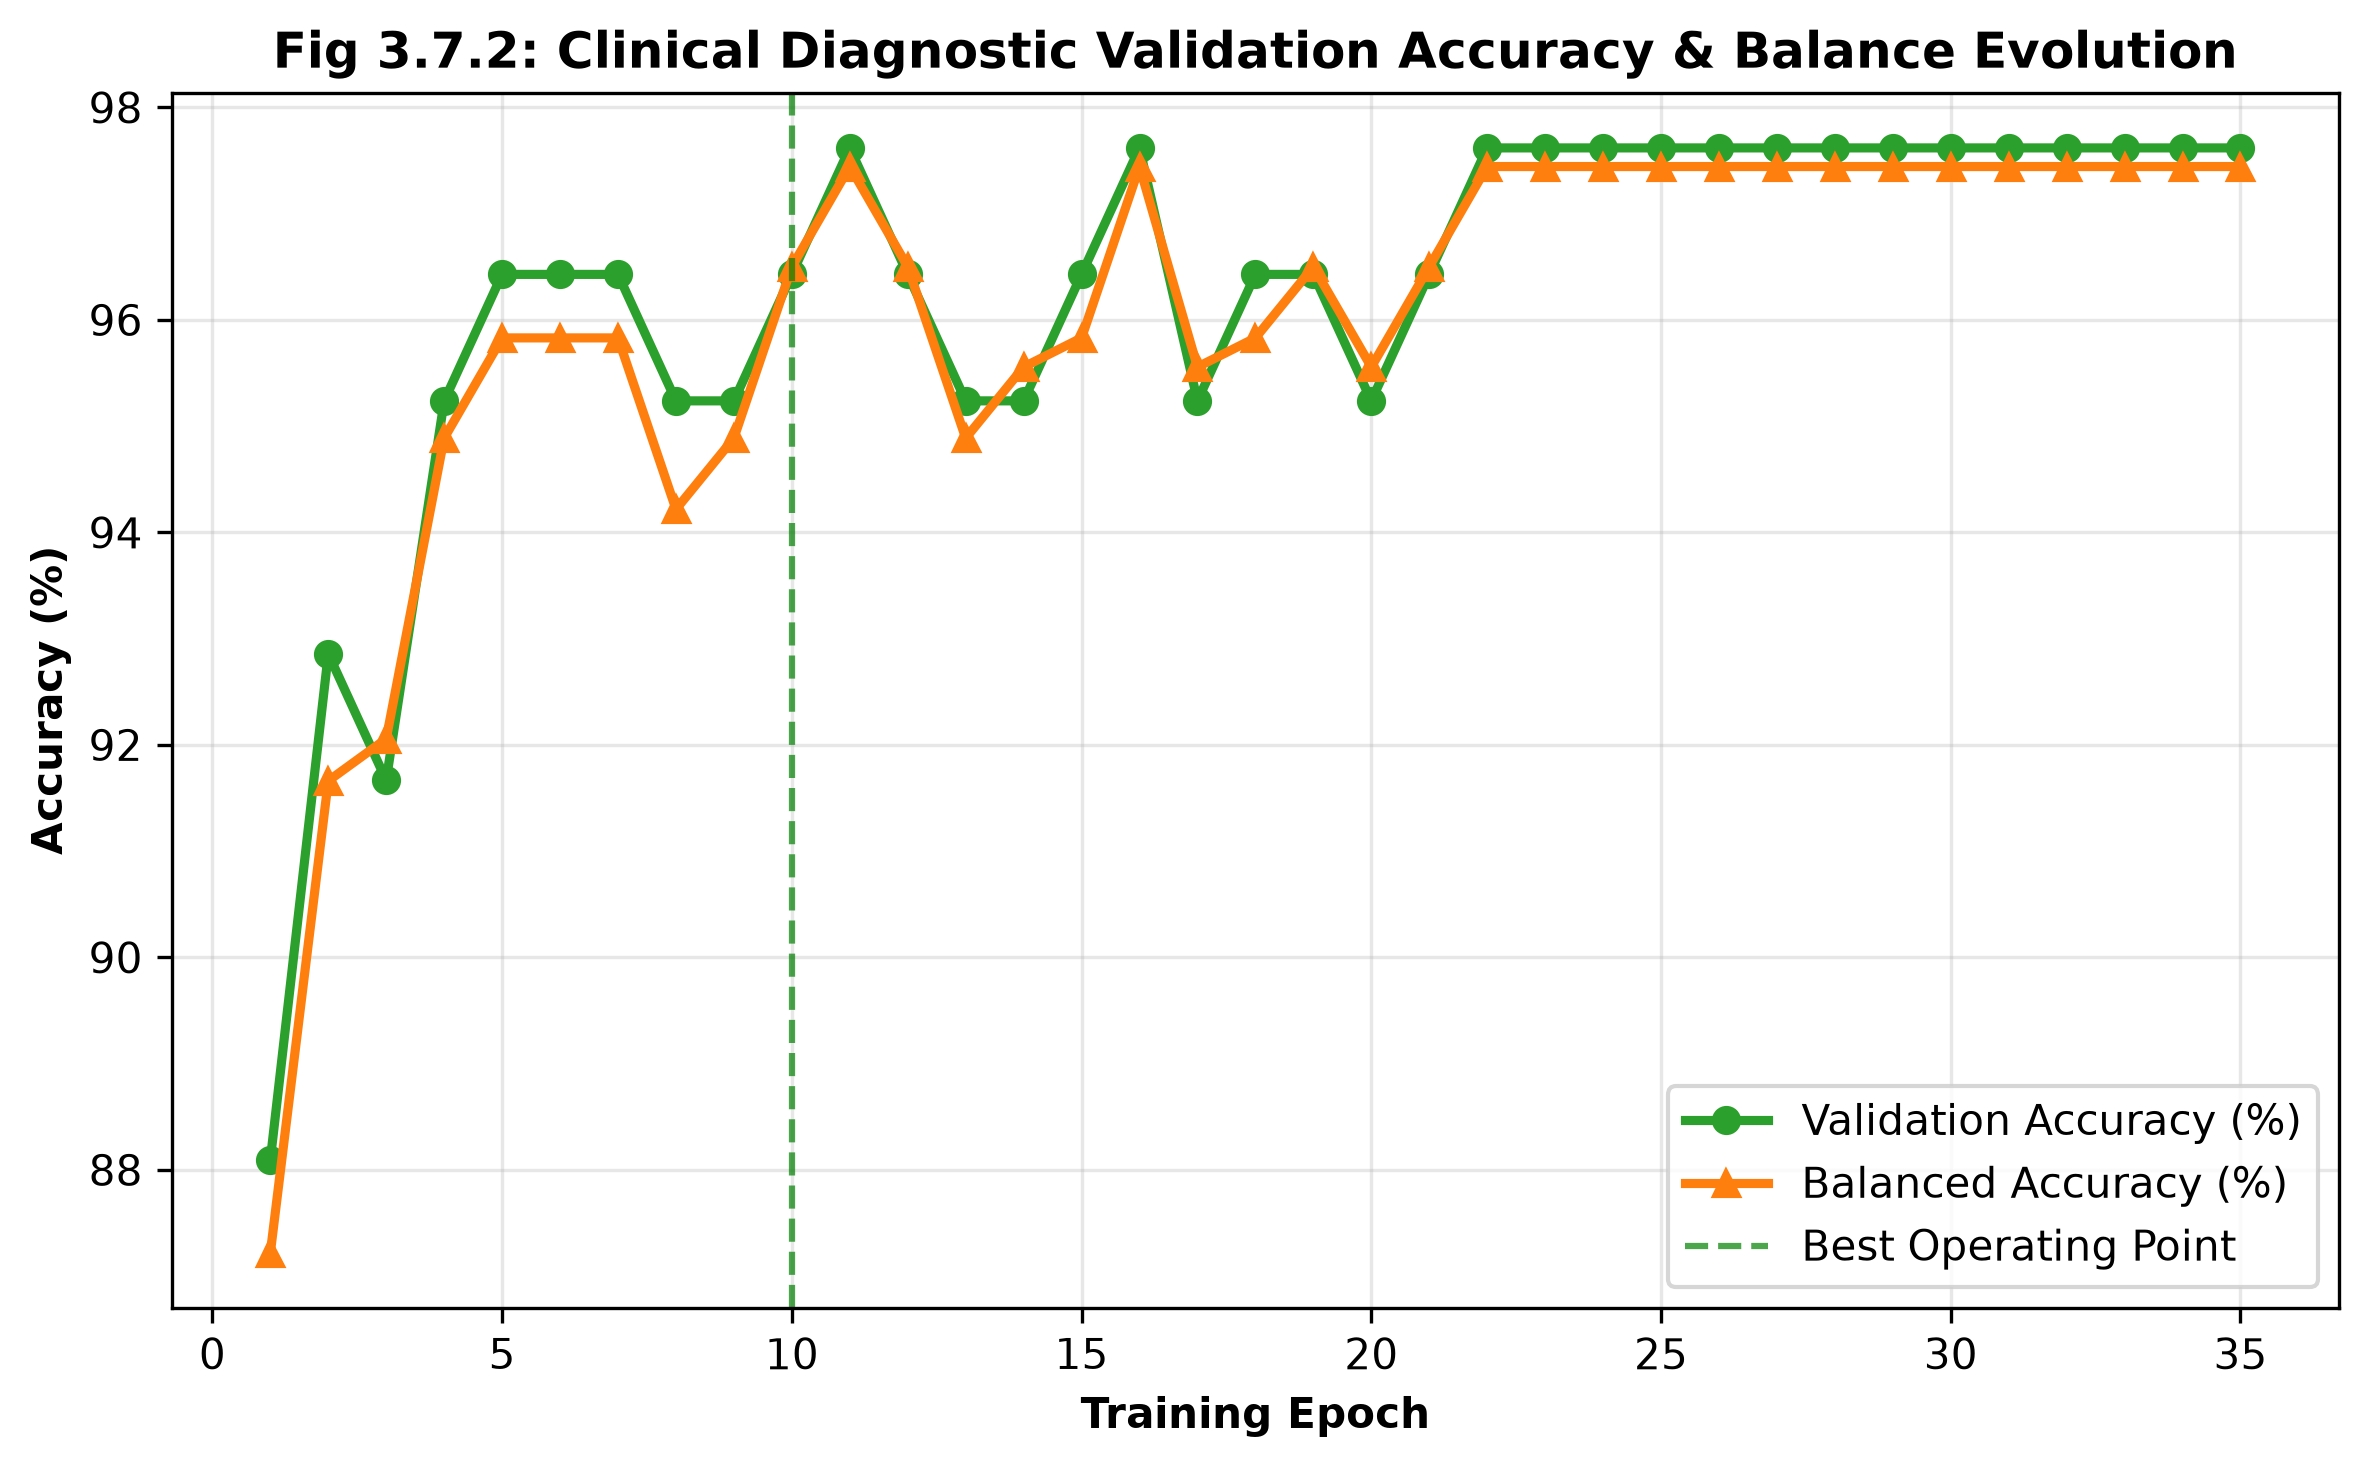 Fig 3.7.2: Clinical Diagnostic Validation Accuracy & Balance Evolution
98
96
94
92
90
88
Accuracy (%)
Validation Accuracy (%)
Balanced Accuracy (%)
Best Operating Point
0 5 10 15 20 25 30 35
Training Epoch